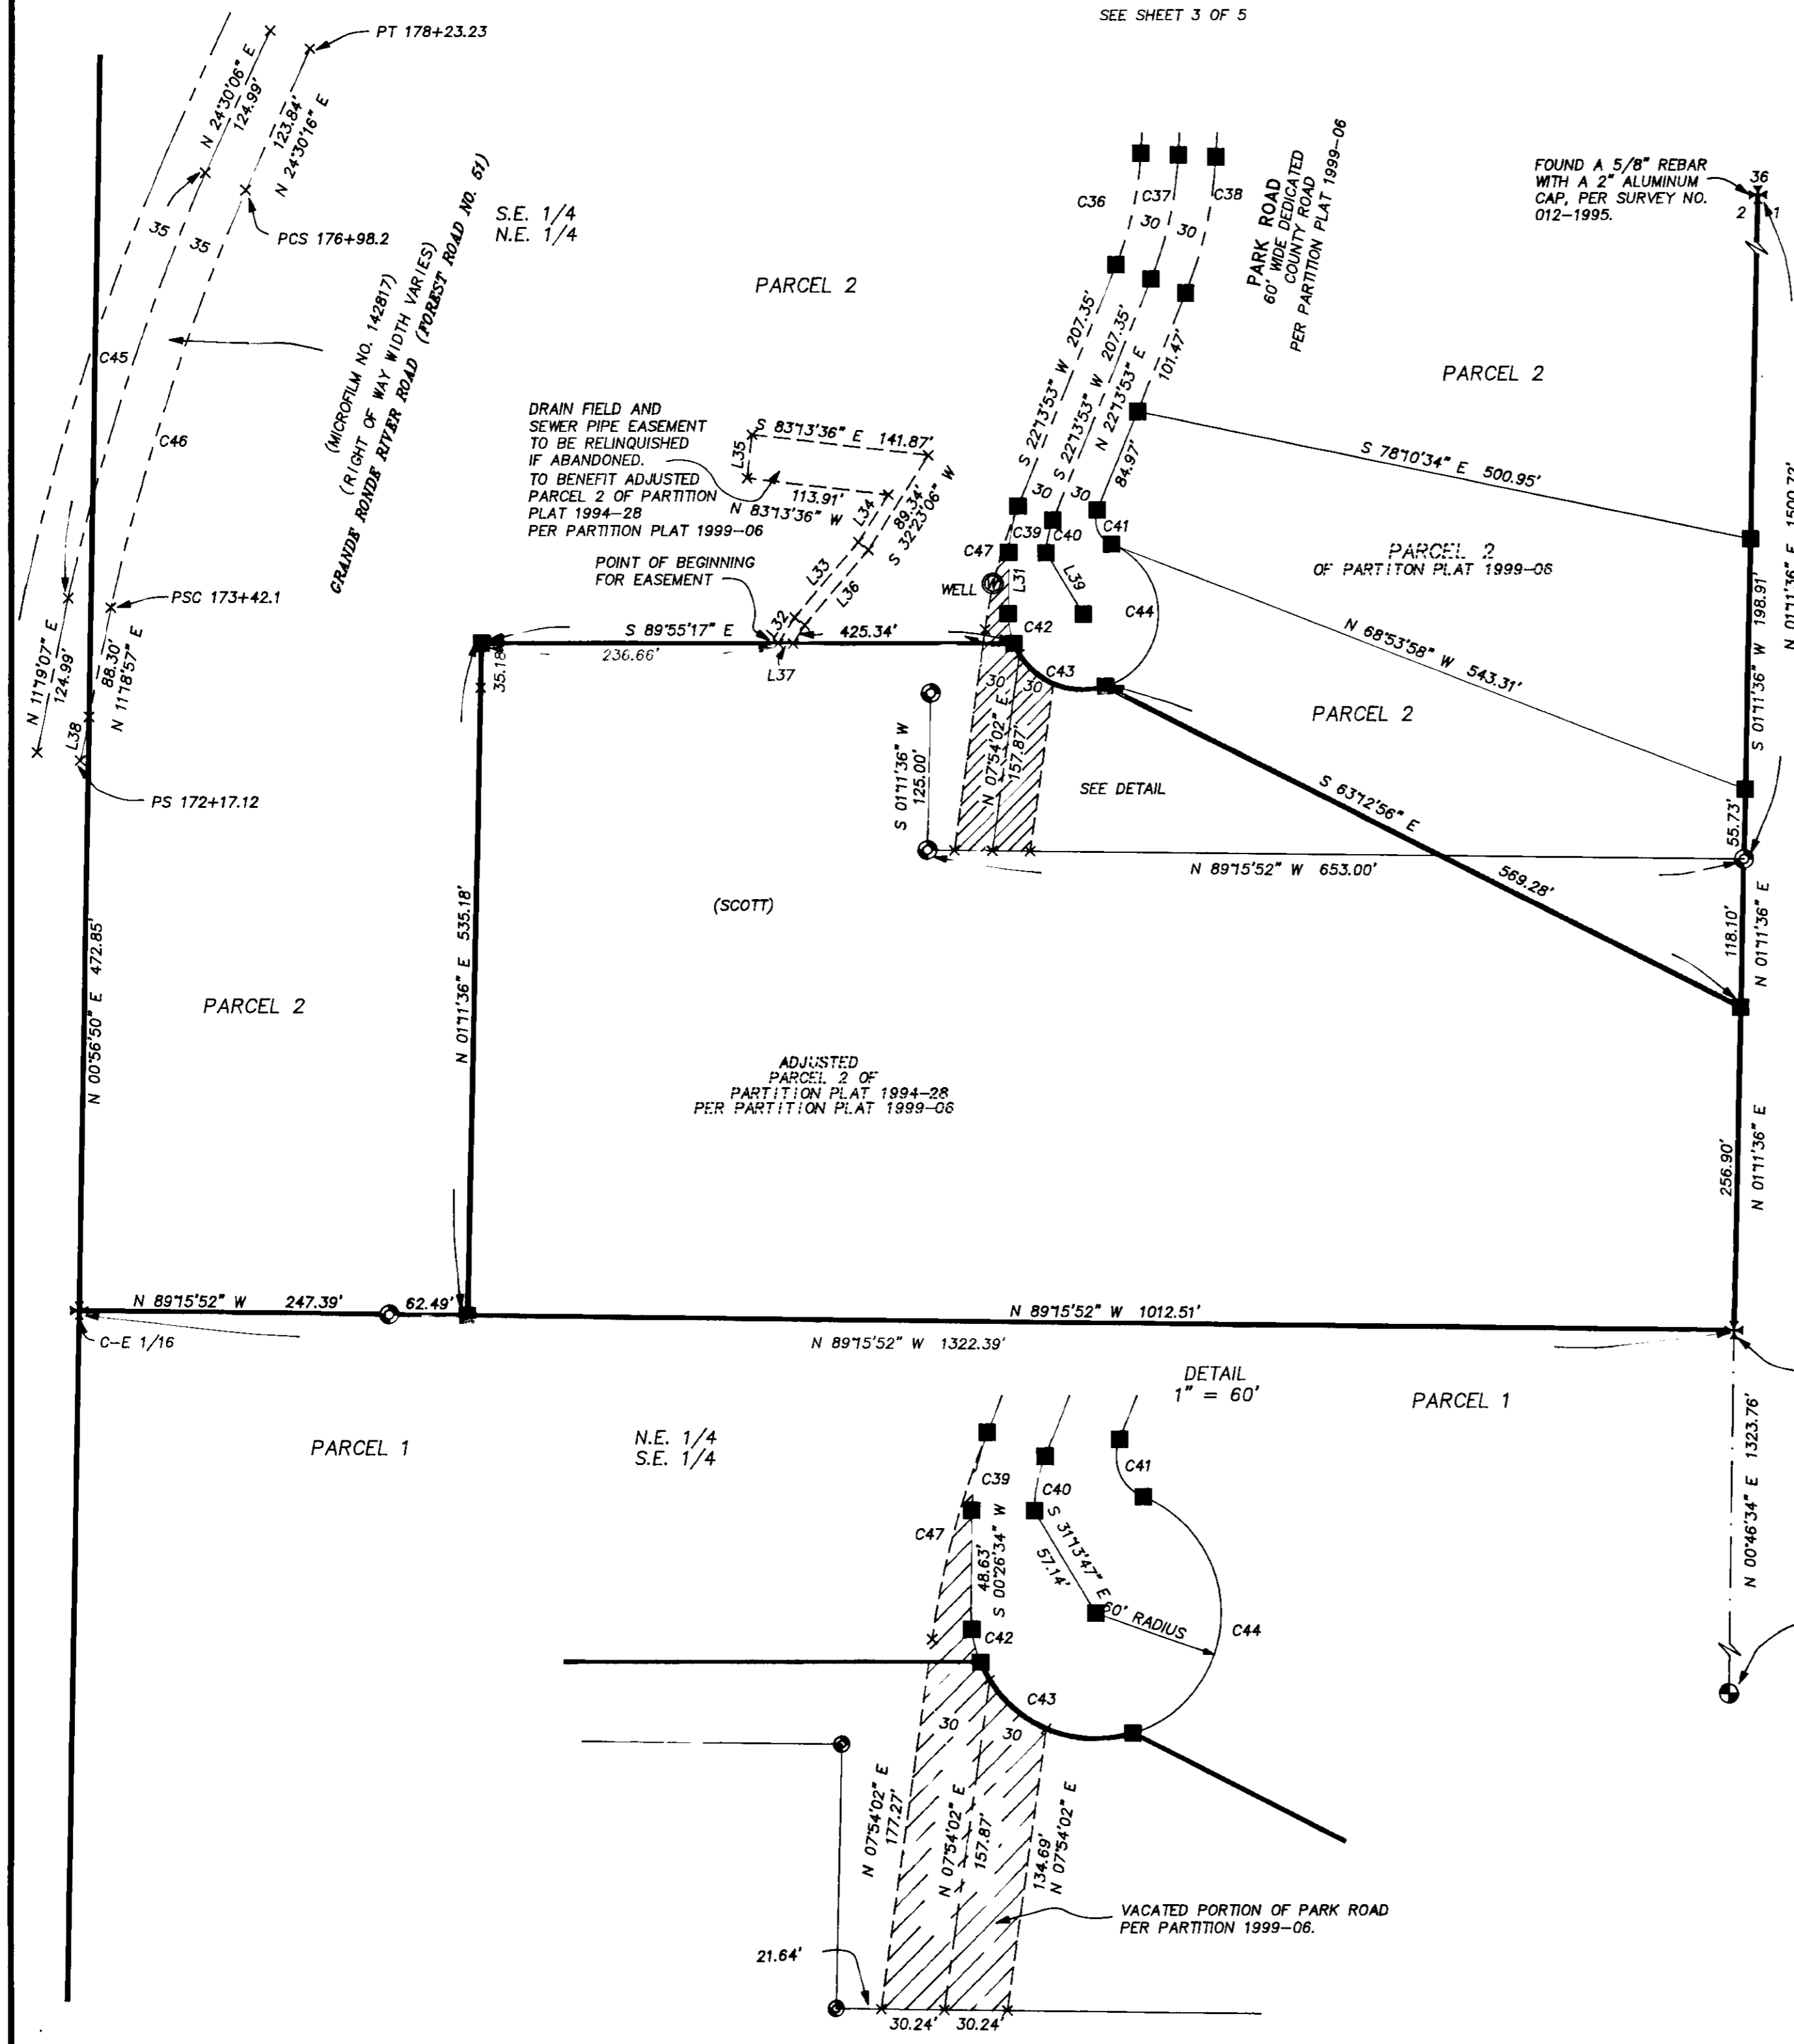 SEE SHEET 3 OF 5
PT 178+23.23
N 24°30'06" E
124.99'
123.84'
N 24°30'16" E
35
35
PCS 176+98.2
S.E. 1/4
N.E. 1/4
(MICROFILM NO. 142817)
(RIGHT OF WAY WIDTH VARIES)
GRANDE RONDE RIVER ROAD (FOREST ROAD NO. 51)
C45
C46
PARCEL 2
C36
C37
C38
30
30
PARK ROAD
60' WIDE DEDICATED
COUNTY ROAD
PER PARTITION PLAT 1999-06
FOUND A 5/8" REBAR
WITH A 2" ALUMINUM
CAP, PER SURVEY NO.
012-1995.
36
2
1
PARCEL 2
S 22°13'53" W 207.35'
S 22°13'53" W 207.35'
N 22°13'53" E
101.47'
84.97'
S 78°10'34" E 500.95'
N 01°11'36" E 1500.72'
DRAIN FIELD AND
SEWER PIPE EASEMENT
TO BE RELINQUISHED
IF ABANDONED.
TO BENEFIT ADJUSTED
PARCEL 2 OF PARTITION
PLAT 1994-28
PER PARTITION PLAT 1999-06
S 83°13'36" E 141.87'
L35
113.91'
N 83°13'36" W
L34
89.34'
S 32°23'06" W
L33
L36
L32
L37
POINT OF BEGINNING
FOR EASEMENT
30
30
C39
C40
C41
C47
L31
L39
WELL
W
C42
C44
C43
PARCEL 2
OF PARTITON PLAT 1999-06
S 01°11'36" W 198.91'
N 68°53'58" W 543.31'
PSC 173+42.1
N 11°19'07" E
124.99'
88.30'
N 11°18'57" E
L38
PS 172+17.12
S 89°55'17" E
425.34'
236.66'
35.18'
30
30
N 07°54'02" E
157.87'
S 01°11'36" W
125.00'
SEE DETAIL
PARCEL 2
S 63°12'56" E
569.28'
55.73'
N 89°15'52" W 653.00'
118.10'
N 01°11'36" E
(SCOTT)
N 00°56'50" E 472.85'
PARCEL 2
N 01°11'36" E 535.18'
ADJUSTED
PARCEL 2 OF
PARTITION PLAT 1994-28
PER PARTITION PLAT 1999-06
256.90'
N 01°11'36" E
N 89°15'52" W 247.39'
62.49'
N 89°15'52" W 1012.51'
C-E 1/16
N 89°15'52" W 1322.39'
DETAIL
1" = 60'
PARCEL 1
PARCEL 1
N.E. 1/4
S.E. 1/4
N 00°46'34" E 1323.76'
C39
C40
C41
C47
48.63'
S 00°26'34" W
S 31°13'47" E
57.14'
60' RADIUS
C44
C42
C43
30
30
N 07°54'02" E
177.27'
N 07°54'02" E
157.87'
134.69'
N 07°54'02" E
VACATED PORTION OF PARK ROAD
PER PARTITION 1999-06.
21.64'
30.24'
30.24'